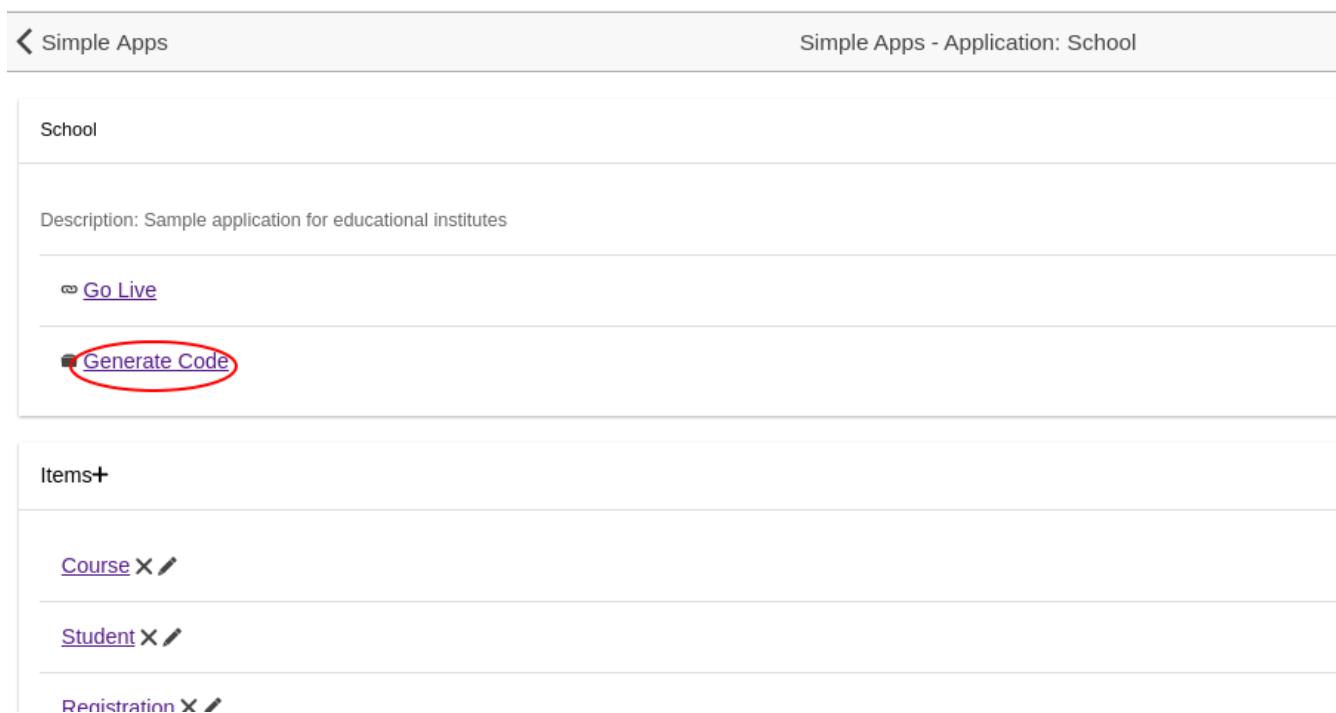 Simple Apps
Simple Apps - Application: School
School
Description: Sample application for educational institutes
Go Live
Generate Code
Items+
Course
Student
Registration